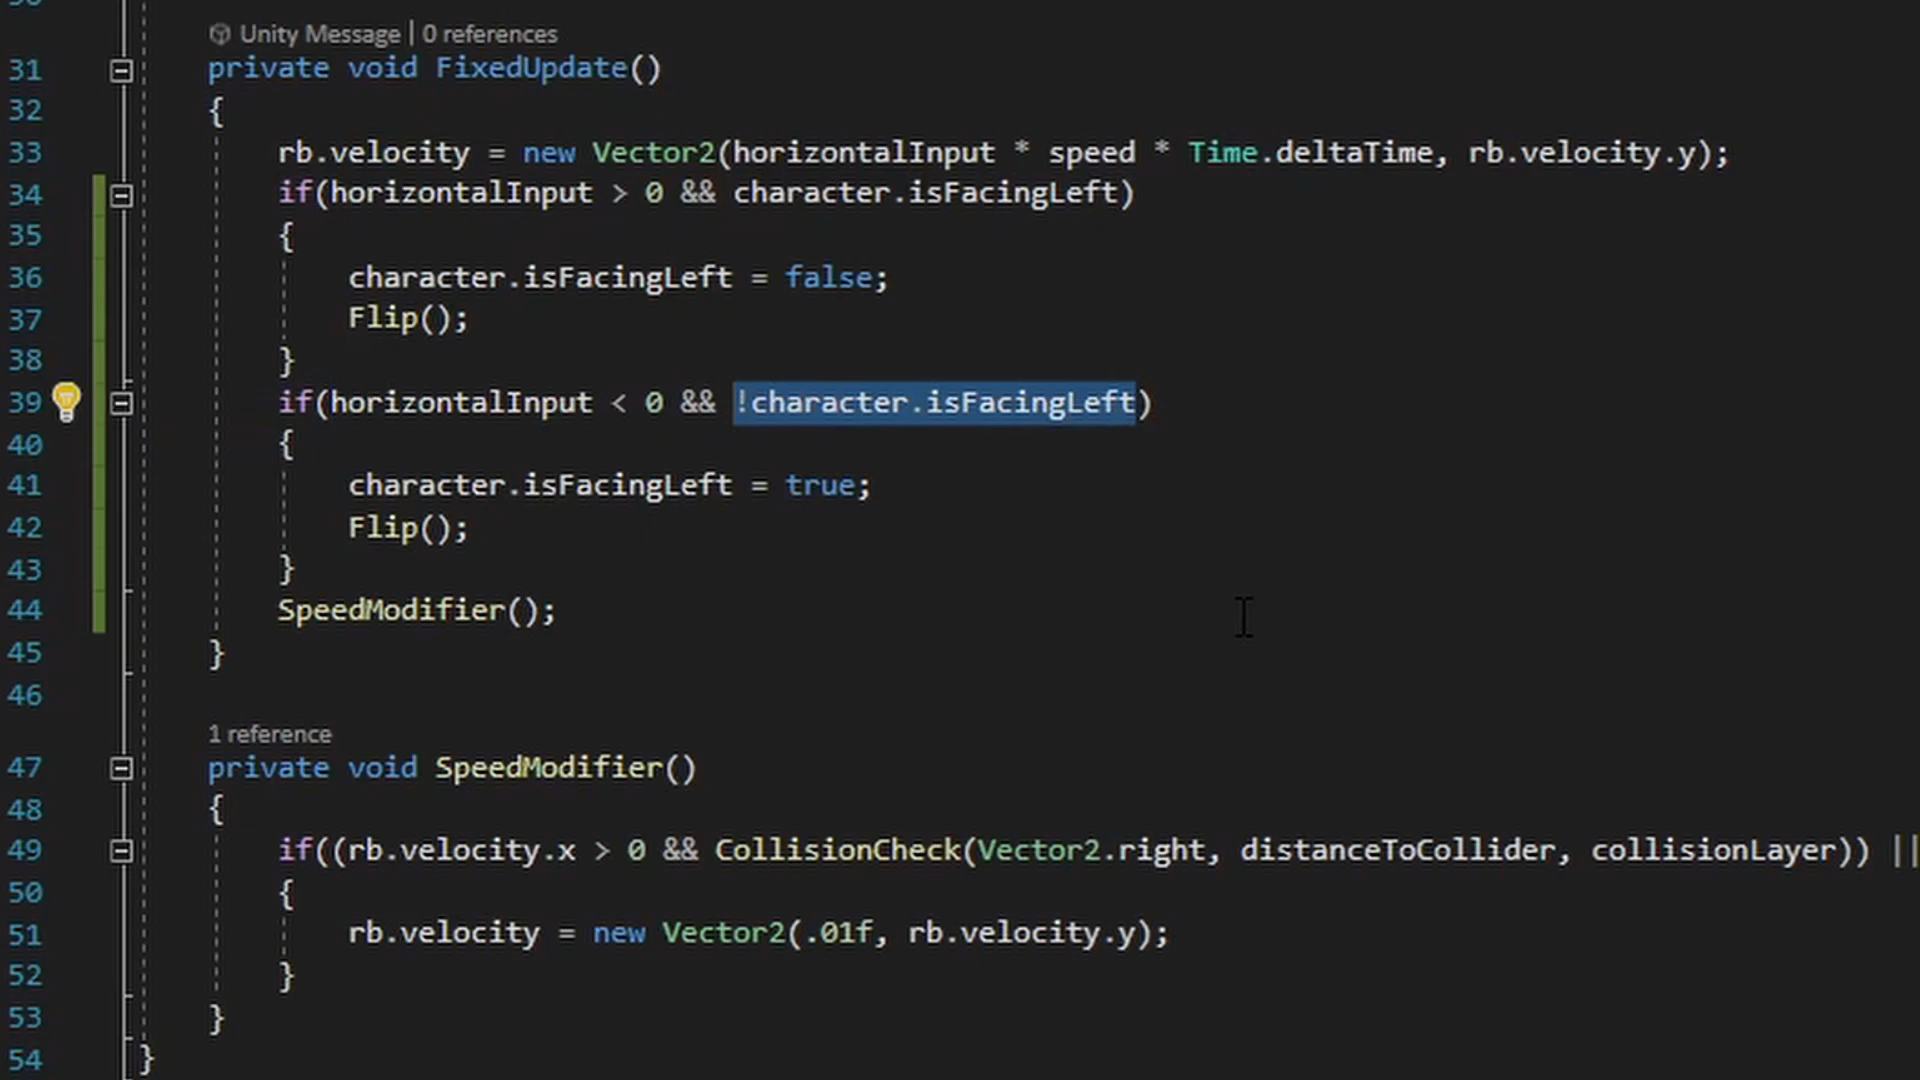 Unity Message | 0 references
31 private void FixedUpdate()
32 {
33 rb.velocity = new Vector2(horizontalInput * speed * Time.deltaTime, rb.velocity.y);
34 if(horizontalInput > 0 && character.isFacingLeft)
35 {
36 character.isFacingLeft = false;
37 Flip();
38 }
39 if(horizontalInput < 0 && !character.isFacingLeft)
40 {
41 character.isFacingLeft = true;
42 Flip();
43 }
44 SpeedModifier();
45 }
46
1 reference
47 private void SpeedModifier()
48 {
49 if((rb.velocity.x > 0 && CollisionCheck(Vector2.right, distanceToCollider, collisionLayer)) ||
50 {
51 rb.velocity = new Vector2(.01f, rb.velocity.y);
52 }
53 }
54 }